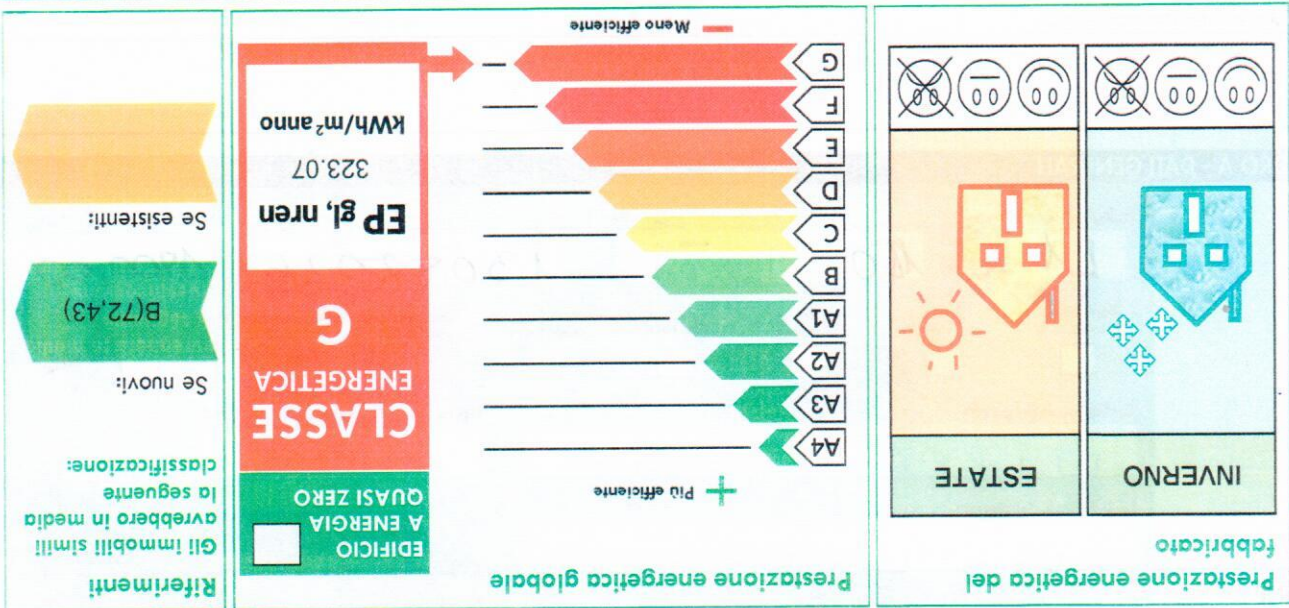 Prestazione energetica del
fabbricato
INVERNO
ESTATE
Prestazione energetica globale
Più efficiente
A4
A3
A2
A1
B
C
D
E
F
G
Meno efficiente
EDIFICIO
A ENERGIA
QUASI ZERO
CLASSE
ENERGETICA
G
EP gl, nren
323.07
kWh/m²anno
Riferimenti
Gli immobili simili
avrebbero in media
la seguente
classificazione:
Se nuovi:
B(72,43)
Se esistenti: